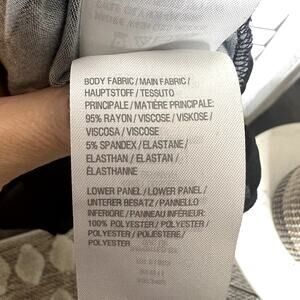 BODY FABRIC / MAIN FABRIC /
HAUPTSTOFF / TESSUTO
PRINCIPALE / MATIÈRE PRINCIPALE:
95% RAYON / VISCOSE / VISKOSE /
VISCOSA / VISCOSE
5% SPANDEX / ELASTANE /
ELASTHAN / ELASTAN /
ÉLASTHANNE
LOWER PANEL / LOWER PANEL /
UNTERER BESATZ / PANNELLO
INFERIORE / PANNEAU INFÉRIEUR:
100% POLYESTER / POLYESTER /
POLYESTER / POLIESTERE /
POLYESTER